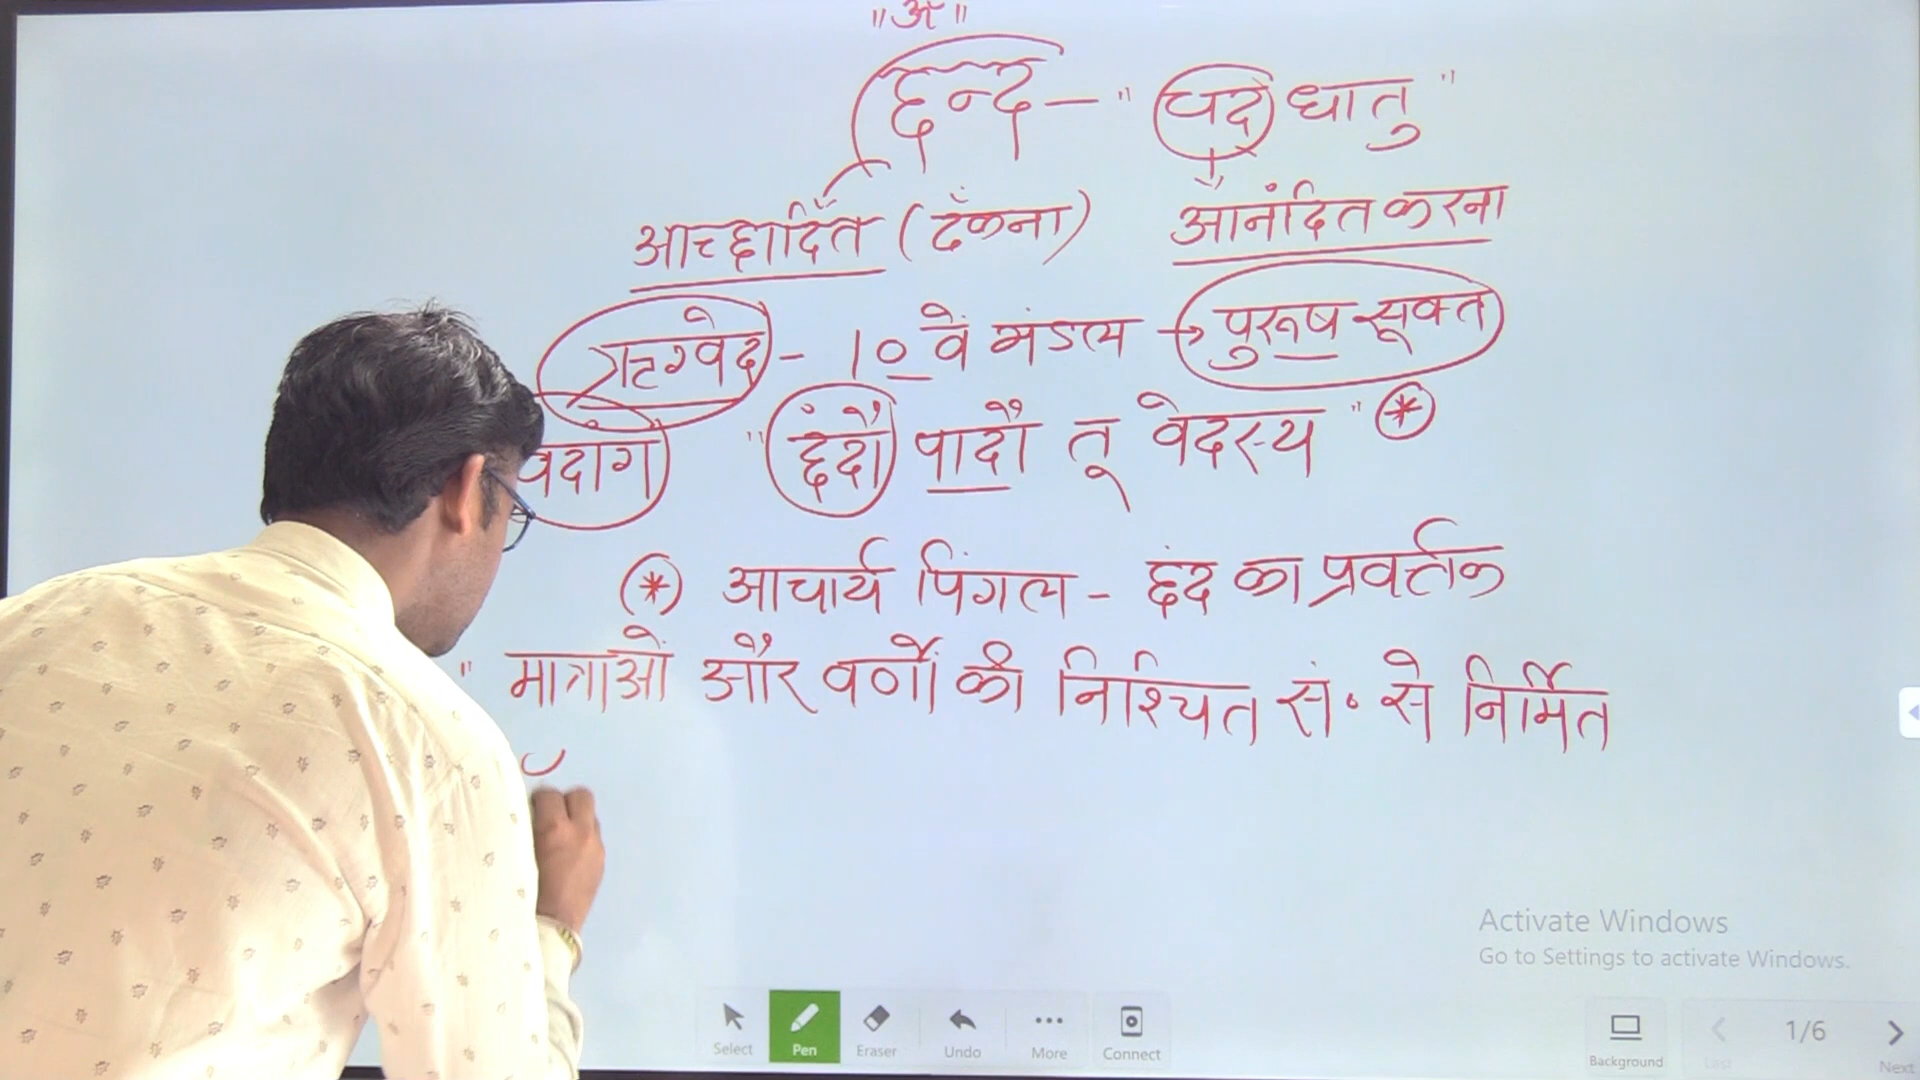 "ॐ"
छन्द - "चद् धातु"
आच्छादित (ढँकना) आनंदित करना
ऋग्वेद - 10 वें मंडल → पुरूष सूक्त
वेदांग "छंदौ पादौ तू वेदस्य" *
* आचार्य पिंगल - छंद का प्रवर्त्तक
"मात्राओं और वर्णों की निश्चित सं. से निर्मित
Activate Windows
Go to Settings to activate Windows.
Select Pen Eraser Undo More Connect Background Last 1/6 Next